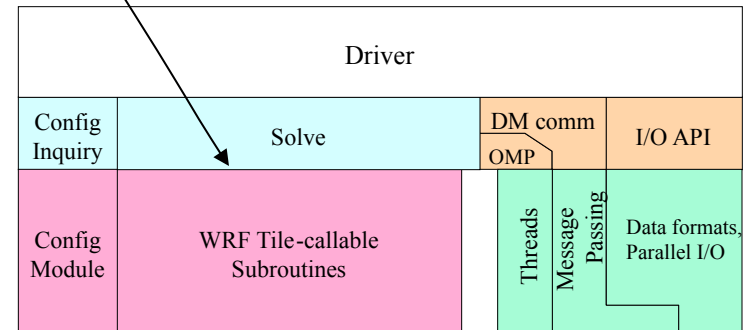 Driver
Config
Inquiry
Solve
DM comm
OMP
I/O API
Config
Module
WRF Tile-callable
Subroutines
Threads
Message
Passing
Data formats,
Parallel I/O